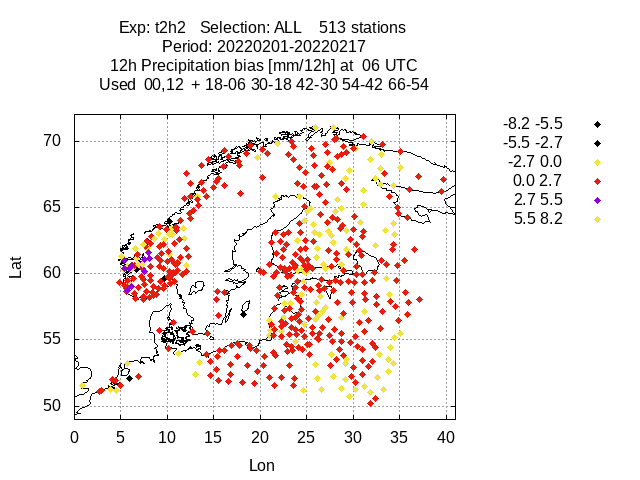 Exp: t2h2 Selection: ALL 513 stations
Period: 20220201-20220217
12h Precipitation bias [mm/12h] at 06 UTC
Used 00,12 + 18-06 30-18 42-30 54-42 66-54
-8.2 -5.5
-5.5 -2.7
-2.7 0.0
0.0 2.7
2.7 5.5
5.5 8.2
70
65
60
55
50
Lat
0 5 10 15 20 25 30 35 40
Lon